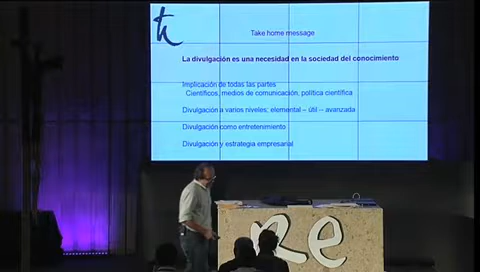 th
Take home message
La divulgación es una necesidad en la sociedad del conocimiento
Implicación de todas las partes
Científicos, medios de comunicación, política científica
Divulgación a varios niveles: elemental – útil -- avanzada
Divulgación como entretenimiento
Divulgación y estrategia empresarial
Re